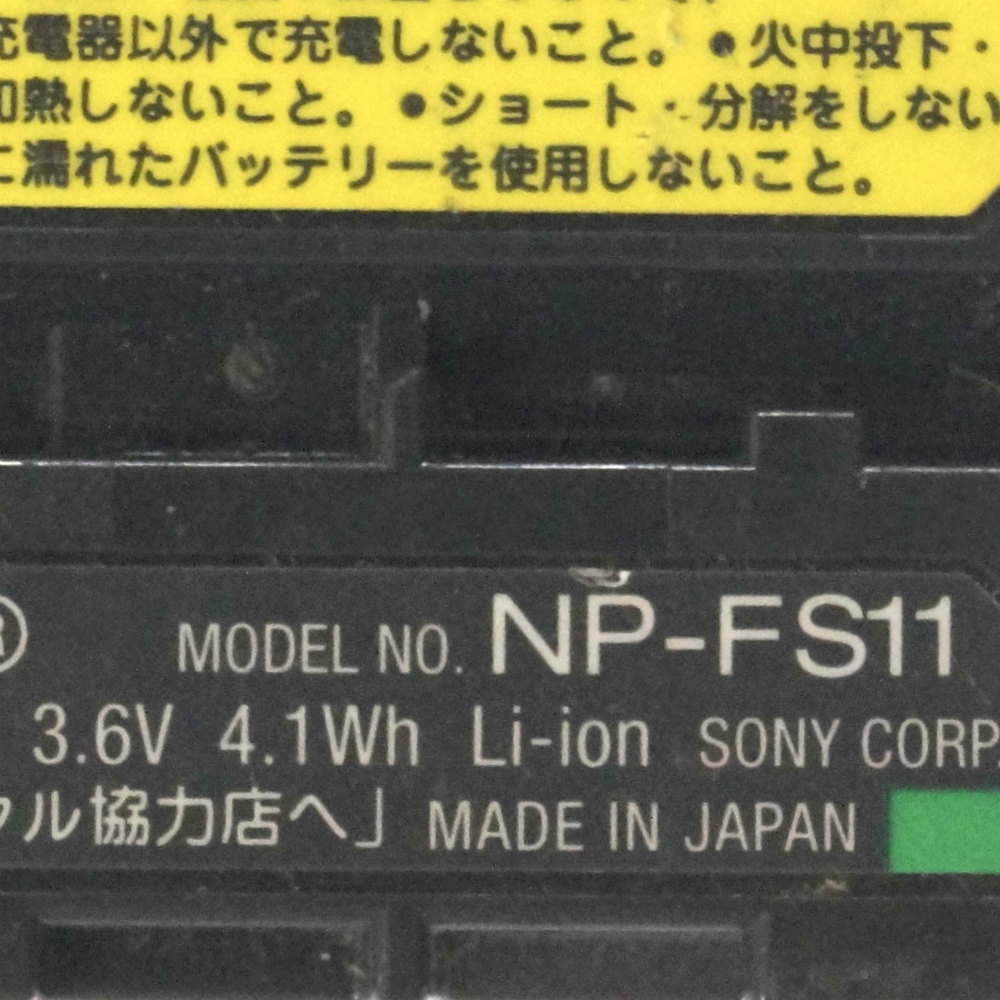 充電器以外で充電しないこと。●火中投下・
加熱しないこと。●ショート・分解をしない
に濡れたバッテリーを使用しないこと。
® MODEL NO. NP-FS11
3.6V 4.1Wh Li-ion SONY CORP.
クル協力店へ」 MADE IN JAPAN